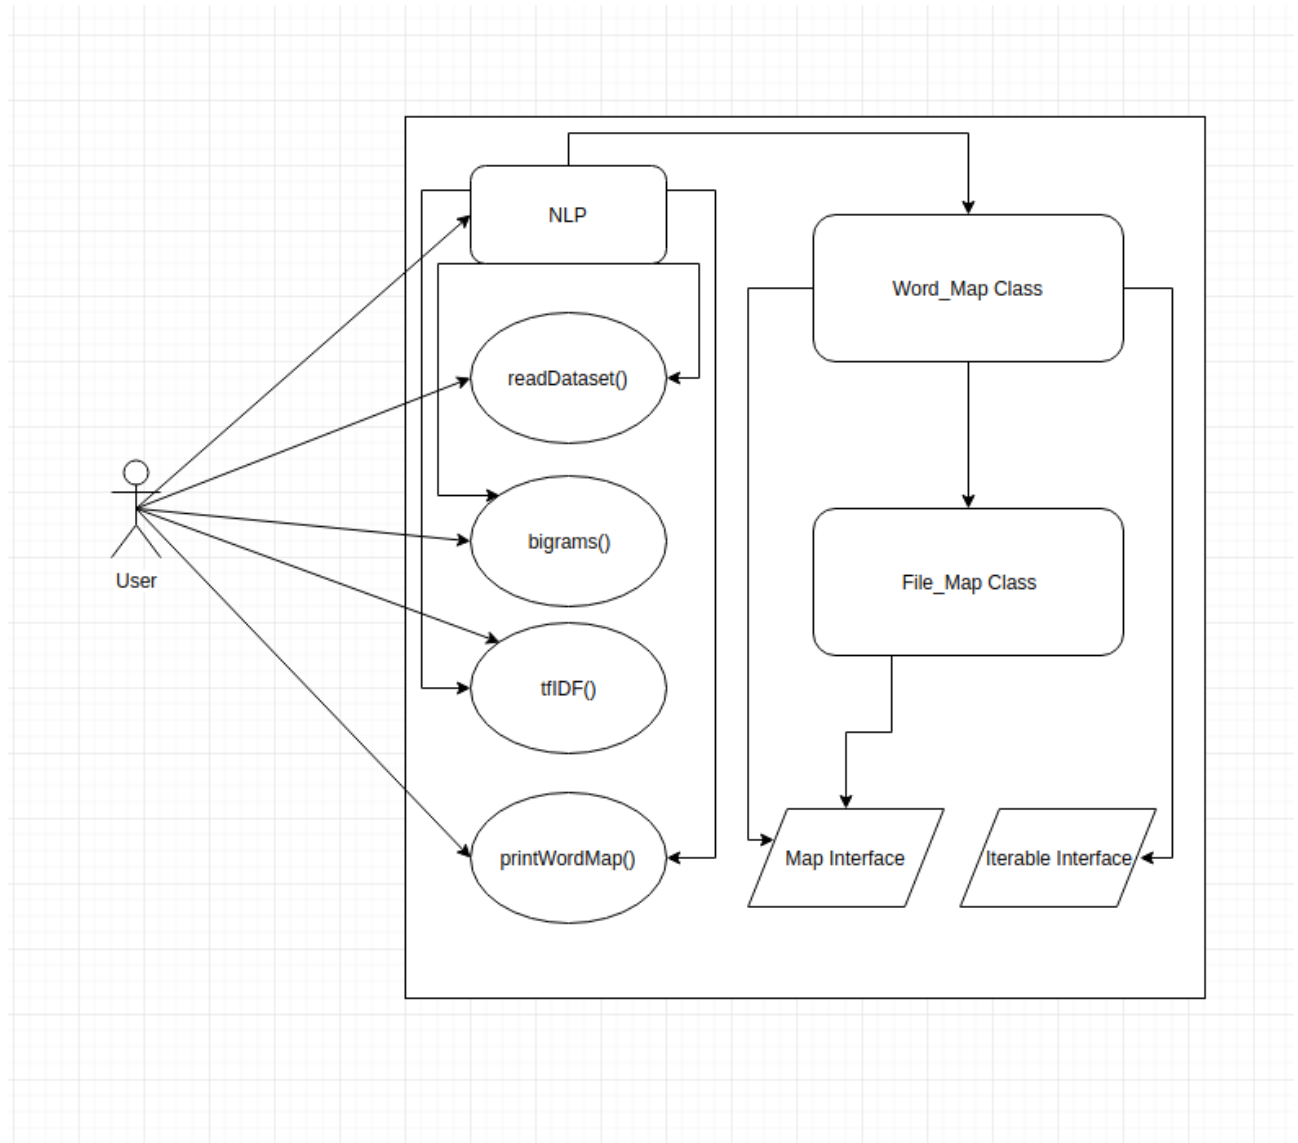 NLP
Word_Map Class
readDataset()
bigrams()
User
File_Map Class
tfIDF()
printWordMap()
Map Interface
Iterable Interface